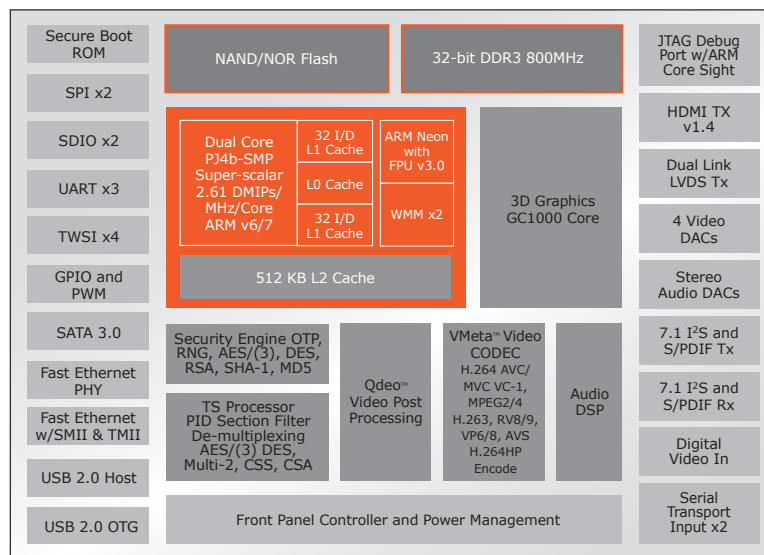 Secure Boot
ROM
SPI x2
SDIO x2
UART x3
TWSI x4
GPIO and
PWM
SATA 3.0
Fast Ethernet
PHY
Fast Ethernet
w/SMII & TMII
USB 2.0 Host
USB 2.0 OTG
NAND/NOR Flash
32-bit DDR3 800MHz
Dual Core
PJ4b-SMP
Super-scalar
2.61 DMIPs/
MHz/Core
ARM v6/7
32 I/D
L1 Cache
L0 Cache
32 I/D
L1 Cache
ARM Neon
with
FPU v3.0
WMM x2
512 KB L2 Cache
3D Graphics
GC1000 Core
Security Engine OTP,
RNG, AES/(3), DES,
RSA, SHA-1, MD5
TS Processor
PID Section Filter
De-multiplexing
AES/(3) DES,
Multi-2, CSS, CSA
Qdeo™
Video Post
Processing
VMeta™ Video
CODEC
H.264 AVC/
MVC VC-1,
MPEG2/4
H.263, RV8/9,
VP6/8, AVS
H.264HP
Encode
Audio
DSP
Front Panel Controller and Power Management
JTAG Debug
Port w/ARM
Core Sight
HDMI TX
v1.4
Dual Link
LVDS Tx
4 Video
DACs
Stereo
Audio DACs
7.1 I²S and
S/PDIF Tx
7.1 I²S and
S/PDIF Rx
Digital
Video In
Serial
Transport
Input x2